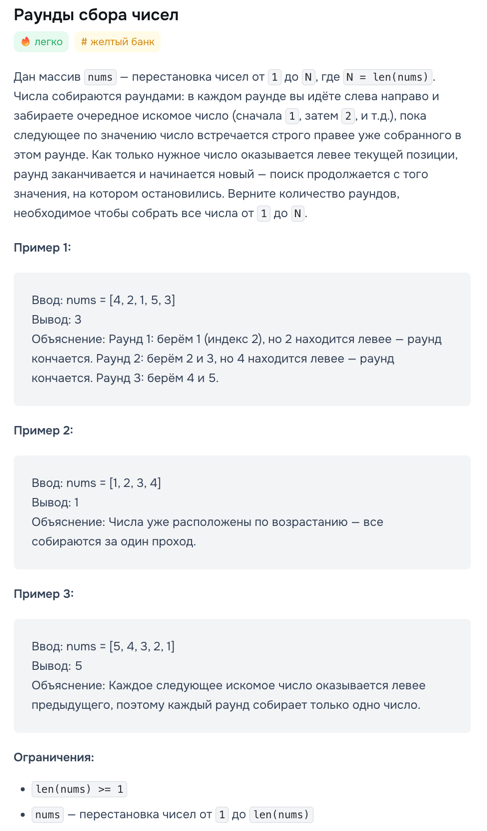 Раунды сбора чисел
🔥 легко # желтый банк
Дан массив nums — перестановка чисел от 1 до N, где N = len(nums).
Числа собираются раундами: в каждом раунде вы идёте слева направо и
забираете очередное искомое число (сначала 1, затем 2, и т.д.), пока
следующее по значению число встречается строго правее уже собранного в
этом раунде. Как только нужное число оказывается левее текущей позиции,
раунд заканчивается и начинается новый — поиск продолжается с того
значения, на котором остановились. Верните количество раундов,
необходимое чтобы собрать все числа от 1 до N.
Пример 1:
Ввод: nums = [4, 2, 1, 5, 3]
Вывод: 3
Объяснение: Раунд 1: берём 1 (индекс 2), но 2 находится левее — раунд
кончается. Раунд 2: берём 2 и 3, но 4 находится левее — раунд
кончается. Раунд 3: берём 4 и 5.
Пример 2:
Ввод: nums = [1, 2, 3, 4]
Вывод: 1
Объяснение: Числа уже расположены по возрастанию — все
собираются за один проход.
Пример 3:
Ввод: nums = [5, 4, 3, 2, 1]
Вывод: 5
Объяснение: Каждое следующее искомое число оказывается левее
предыдущего, поэтому каждый раунд собирает только одно число.
Ограничения:
• len(nums) >= 1
• nums — перестановка чисел от 1 до len(nums)